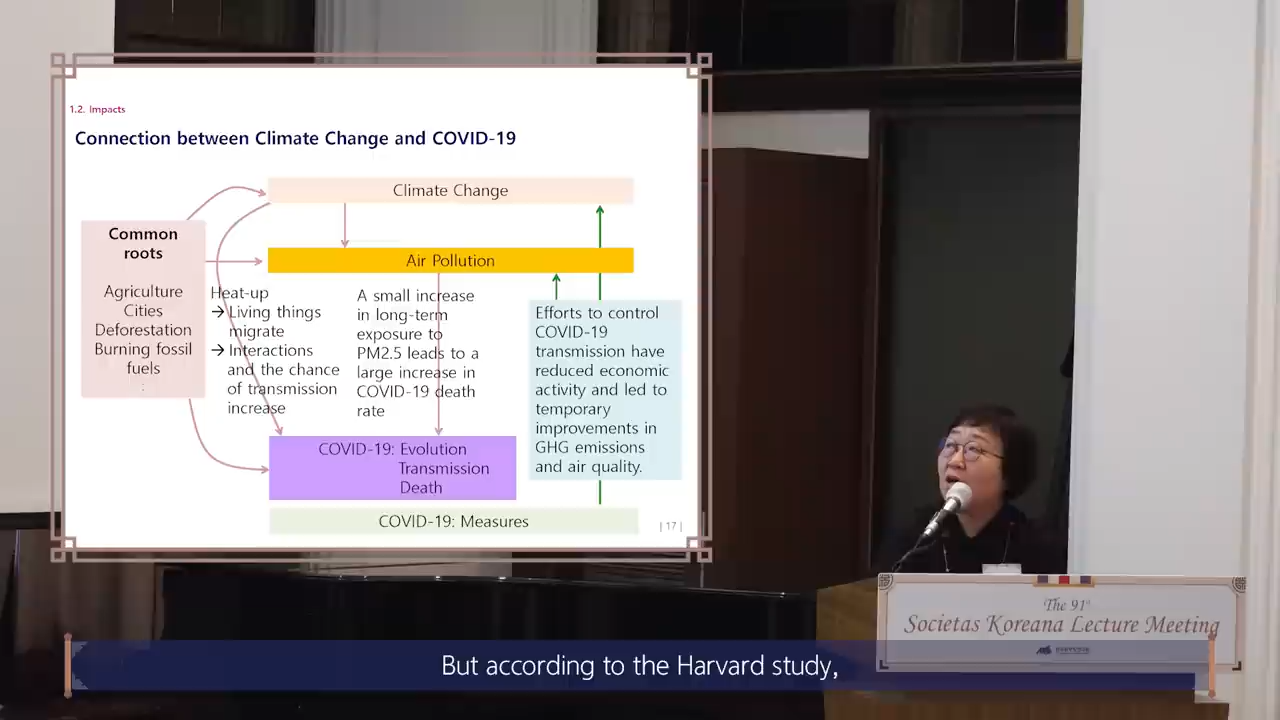 1.2. Impacts
Connection between Climate Change and COVID-19
Climate Change
Common
roots
Agriculture
Cities
Deforestation
Burning fossil
fuels
:
Air Pollution
Heat-up
→ Living things
migrate
→ Interactions
and the chance
of transmission
increase
A small increase
in long-term
exposure to
PM2.5 leads to a
large increase in
COVID-19 death
rate
Efforts to control
COVID-19
transmission have
reduced economic
activity and led to
temporary
improvements in
GHG emissions
and air quality.
COVID-19: Evolution
Transmission
Death
COVID-19: Measures
| 17 |
The 91st
Societas Koreana Lecture Meeting
But according to the Harvard study,